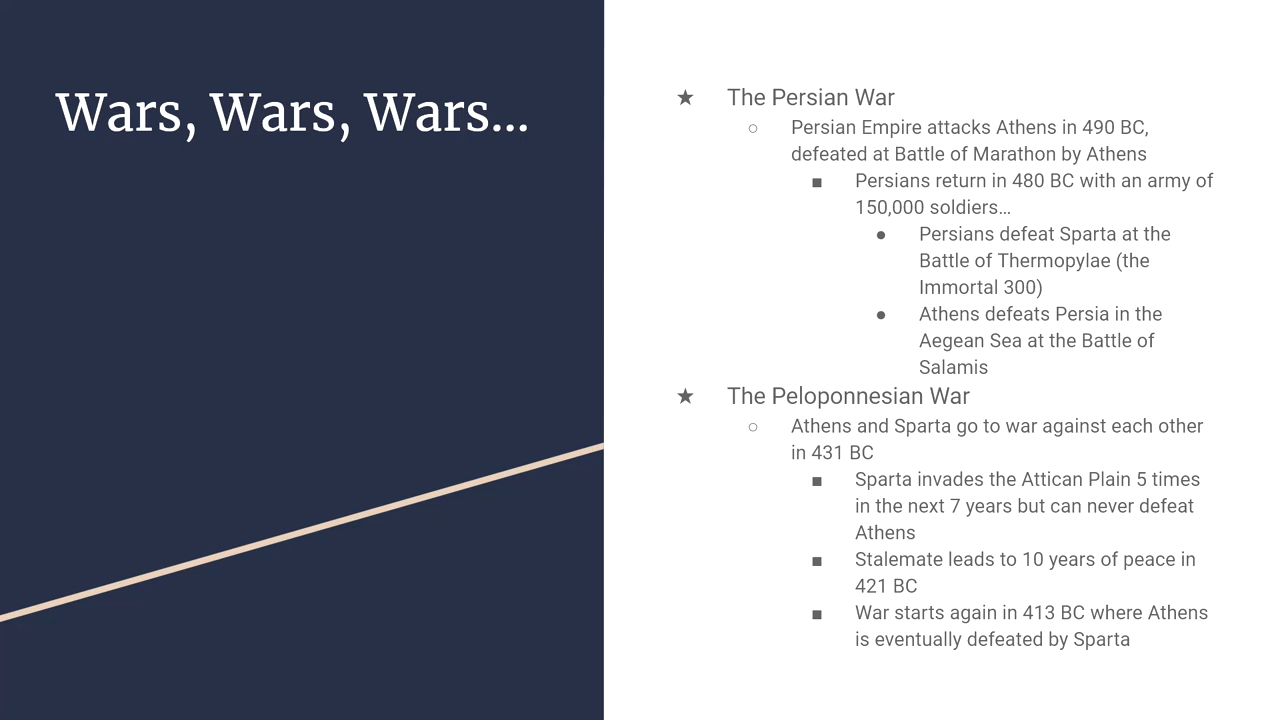 Wars, Wars, Wars...
★ The Persian War
○ Persian Empire attacks Athens in 490 BC,
defeated at Battle of Marathon by Athens
■ Persians return in 480 BC with an army of
150,000 soldiers…
● Persians defeat Sparta at the
Battle of Thermopylae (the
Immortal 300)
● Athens defeats Persia in the
Aegean Sea at the Battle of
Salamis
★ The Peloponnesian War
○ Athens and Sparta go to war against each other
in 431 BC
■ Sparta invades the Attican Plain 5 times
in the next 7 years but can never defeat
Athens
■ Stalemate leads to 10 years of peace in
421 BC
■ War starts again in 413 BC where Athens
is eventually defeated by Sparta